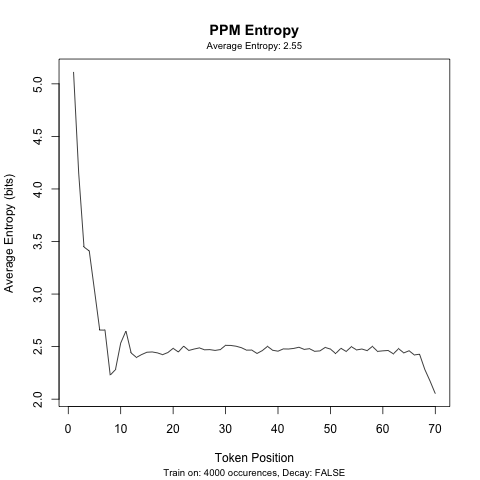 PPM Entropy
Average Entropy: 2.55
5.0
4.5
4.0
3.5
3.0
2.5
2.0
Average Entropy (bits)
0 10 20 30 40 50 60 70
Token Position
Train on: 4000 occurences, Decay: FALSE